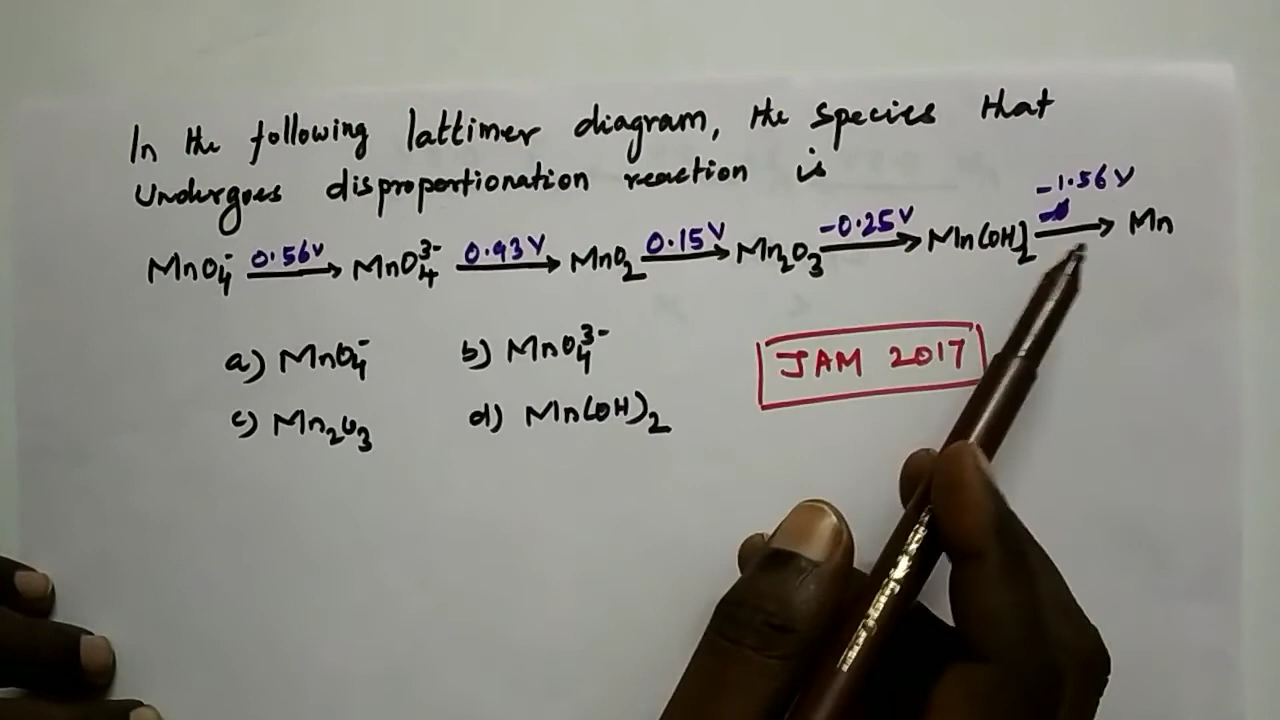 In the following lattimer diagram, the species that
undergoes disproportionation reaction is
MnO₄⁻ 0.56V→ MnO₄³⁻ 0.93V→ MnO₂ 0.15V→ Mn₂O₃ -0.25V→ Mn(OH)₂ -1.56V→ Mn
a) MnO₄⁻ b) MnO₄³⁻
c) Mn₂O₃ d) Mn(OH)₂
JAM 2017